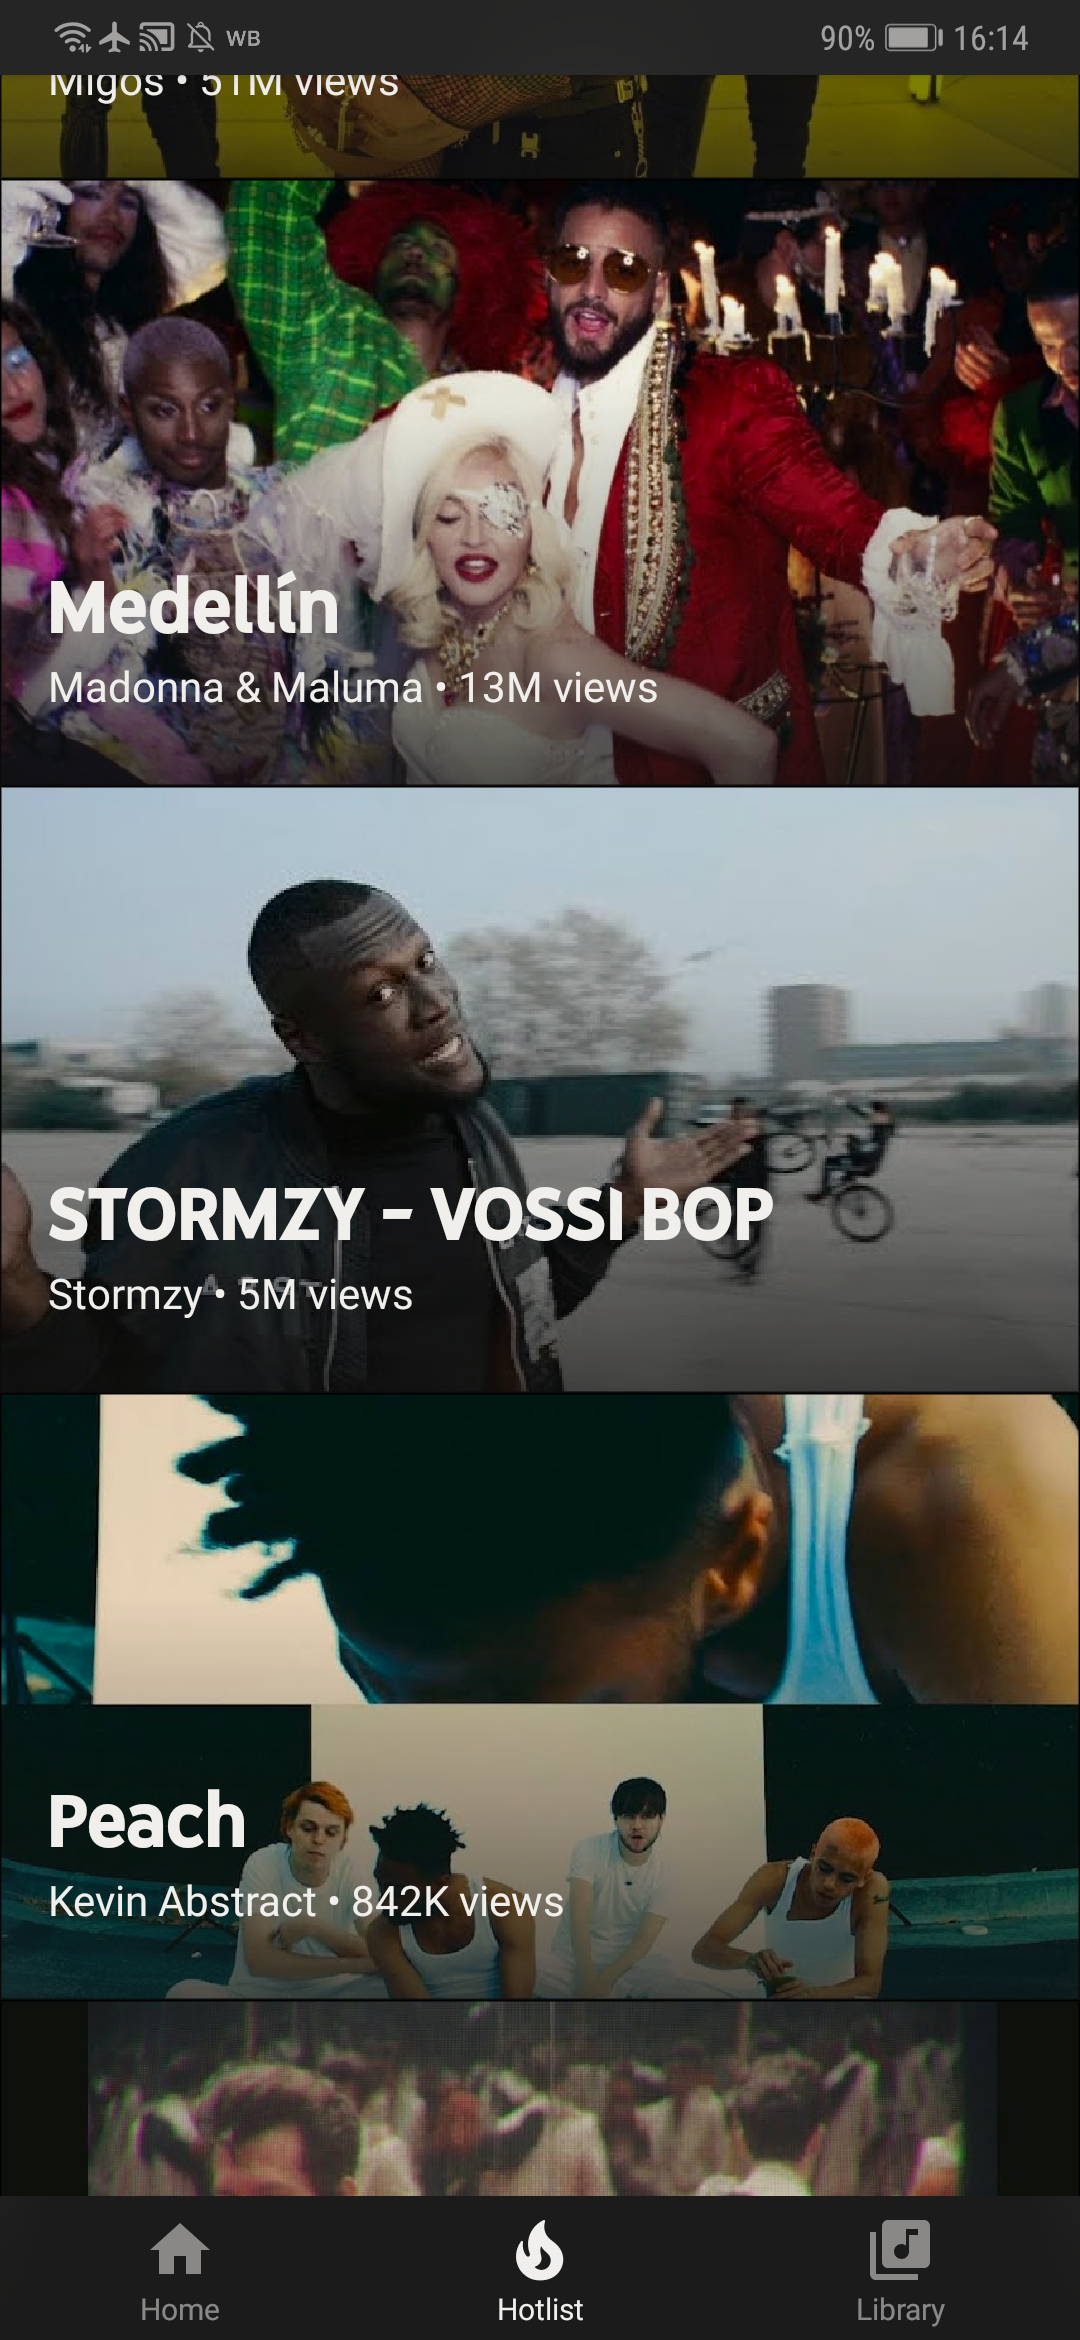 WB 90% 16:14
Migos • 51M views
Medellín
Madonna & Maluma • 13M views
STORMZY - VOSSI BOP
Stormzy • 5M views
Peach
Kevin Abstract • 842K views
Home Hotlist Library